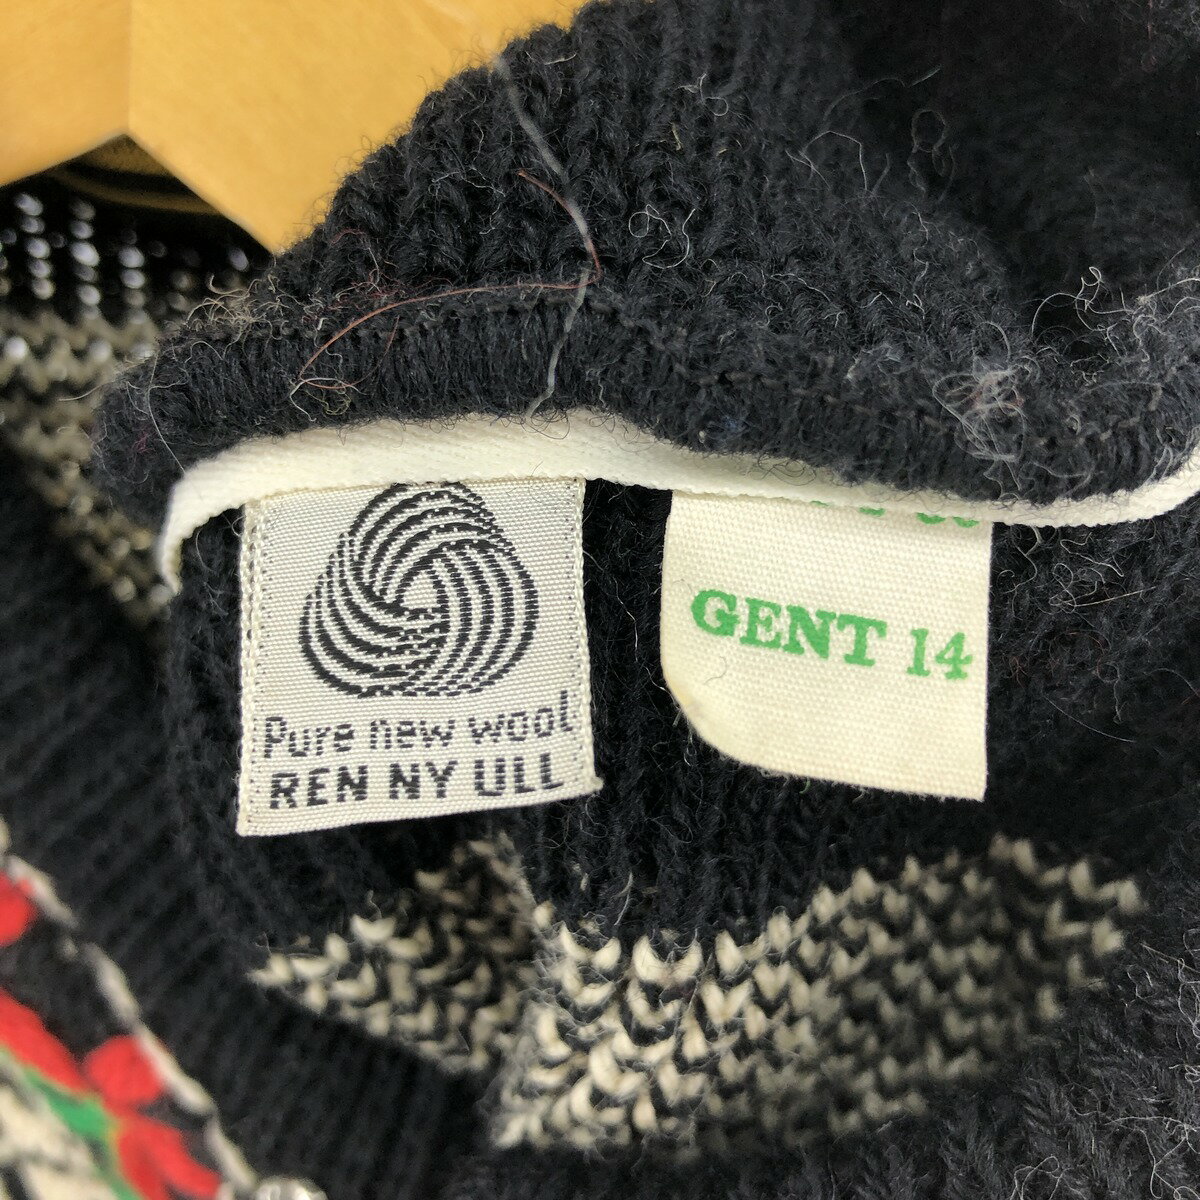 Pure new wool
REN NY ULL
GENT 14